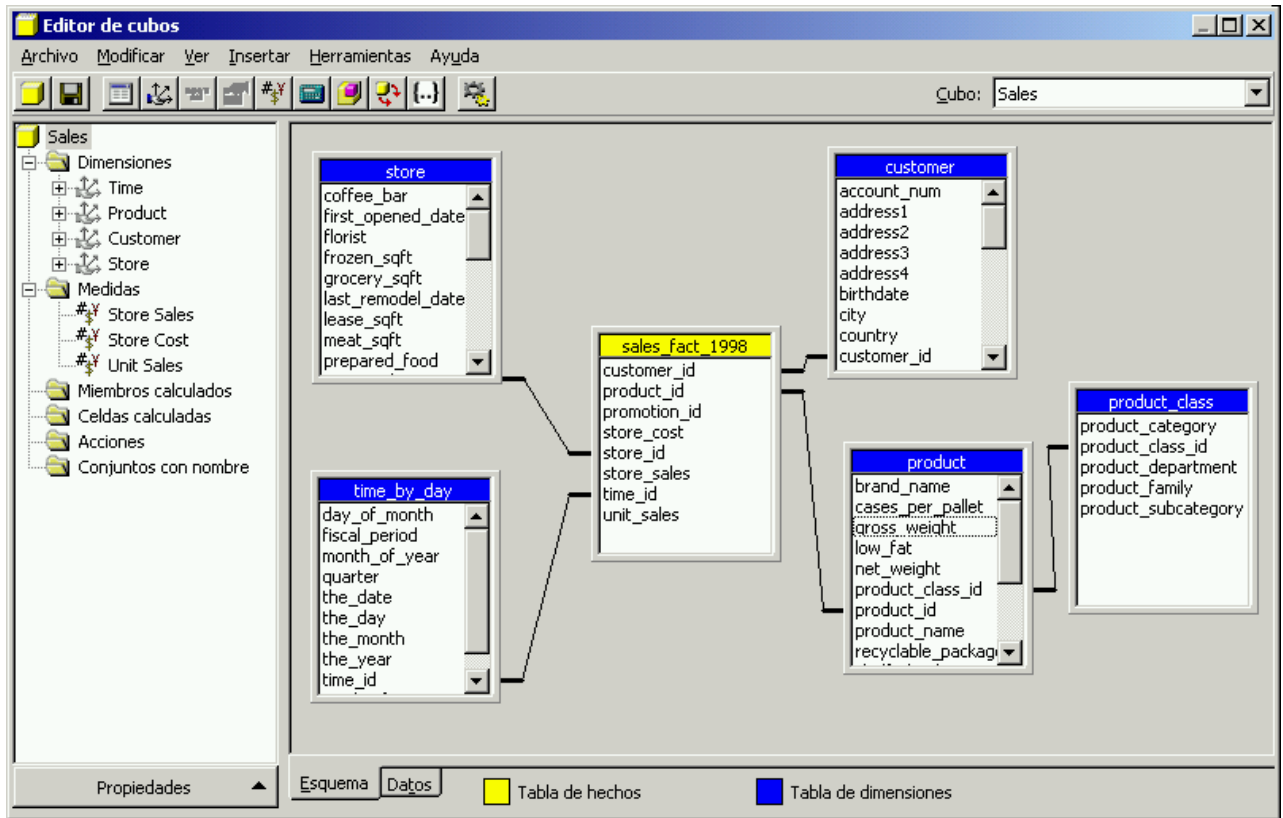 Editor de cubos
Archivo Modificar Ver Insertar Herramientas Ayuda
Cubo: Sales
Sales
Dimensiones
Time
Product
Customer
Store
Medidas
Store Sales
Store Cost
Unit Sales
Miembros calculados
Celdas calculadas
Acciones
Conjuntos con nombre
Propiedades
store
coffee_bar
first_opened_date
florist
frozen_sqft
grocery_sqft
last_remodel_date
lease_sqft
meat_sqft
prepared_food
time_by_day
day_of_month
fiscal_period
month_of_year
quarter
the_date
the_day
the_month
the_year
time_id
sales_fact_1998
customer_id
product_id
promotion_id
store_cost
store_id
store_sales
time_id
unit_sales
customer
account_num
address1
address2
address3
address4
birthdate
city
country
customer_id
product
brand_name
cases_per_pallet
gross_weight
low_fat
net_weight
product_class_id
product_id
product_name
recyclable_packag
product_class
product_category
product_class_id
product_department
product_family
product_subcategory
Esquema Datos
Tabla de hechos
Tabla de dimensiones